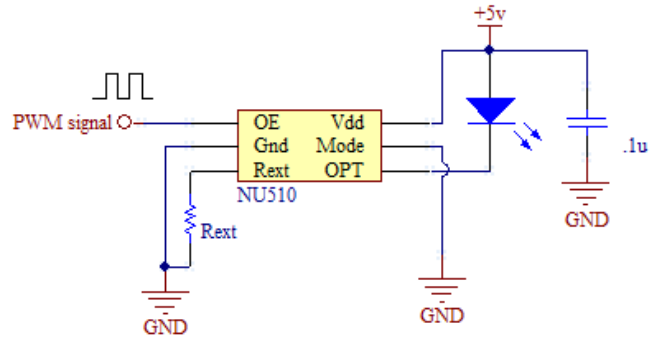 +5v
PWM signal
OE Vdd
Gnd Mode
Rext OPT
NU510
.1u
Rext
GND
GND
GND